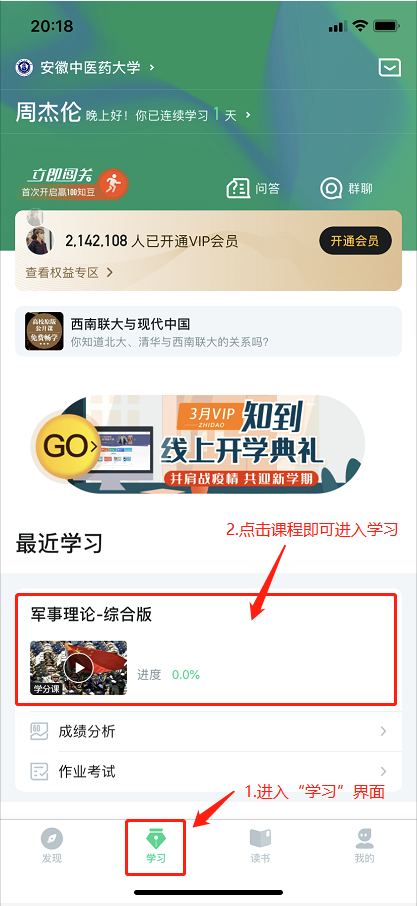 20:18
安徽中医药大学 ›
周杰伦 晚上好！你已连续学习 1 天 ›
立即闯关
首次开启赢100知豆
问答
群聊
2,142,108 人已开通VIP会员
开通会员
查看权益专区 ›
高校原版
公开课
免费畅学
西南联大与现代中国
你知道北大、清华与西南联大的关系吗?
GO›
3月VIP
ZHIDAO
知到
线上开学典礼
并肩战疫情 共迎新学期
最近学习
2.点击课程即可进入学习
军事理论-综合版
学分课
进度 0.0%
60
成绩分析
作业考试
1.进入“学习”界面
发现
学习
读书
我的